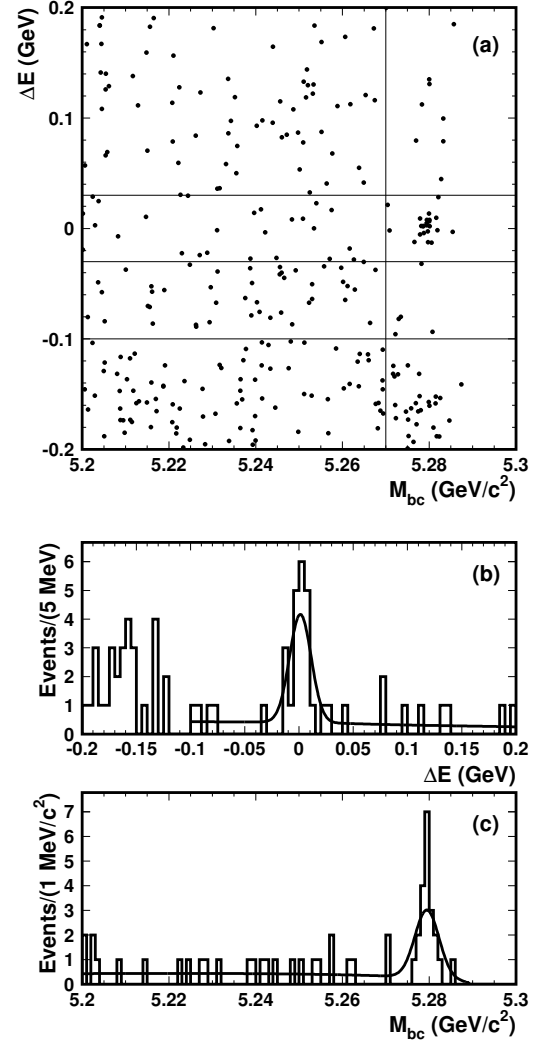 (a)
ΔE (GeV)
0.2
0.1
0
-0.1
-0.2
5.2 5.22 5.24 5.26 5.28 5.3
M_bc (GeV/c²)
(b)
Events/(5 MeV)
6
5
4
3
2
1
0
-0.2 -0.15 -0.1 -0.05 0 0.05 0.1 0.15 0.2
ΔE (GeV)
(c)
Events/(1 MeV/c²)
7
6
5
4
3
2
1
0
5.2 5.22 5.24 5.26 5.28 5.3
M_bc (GeV/c²)